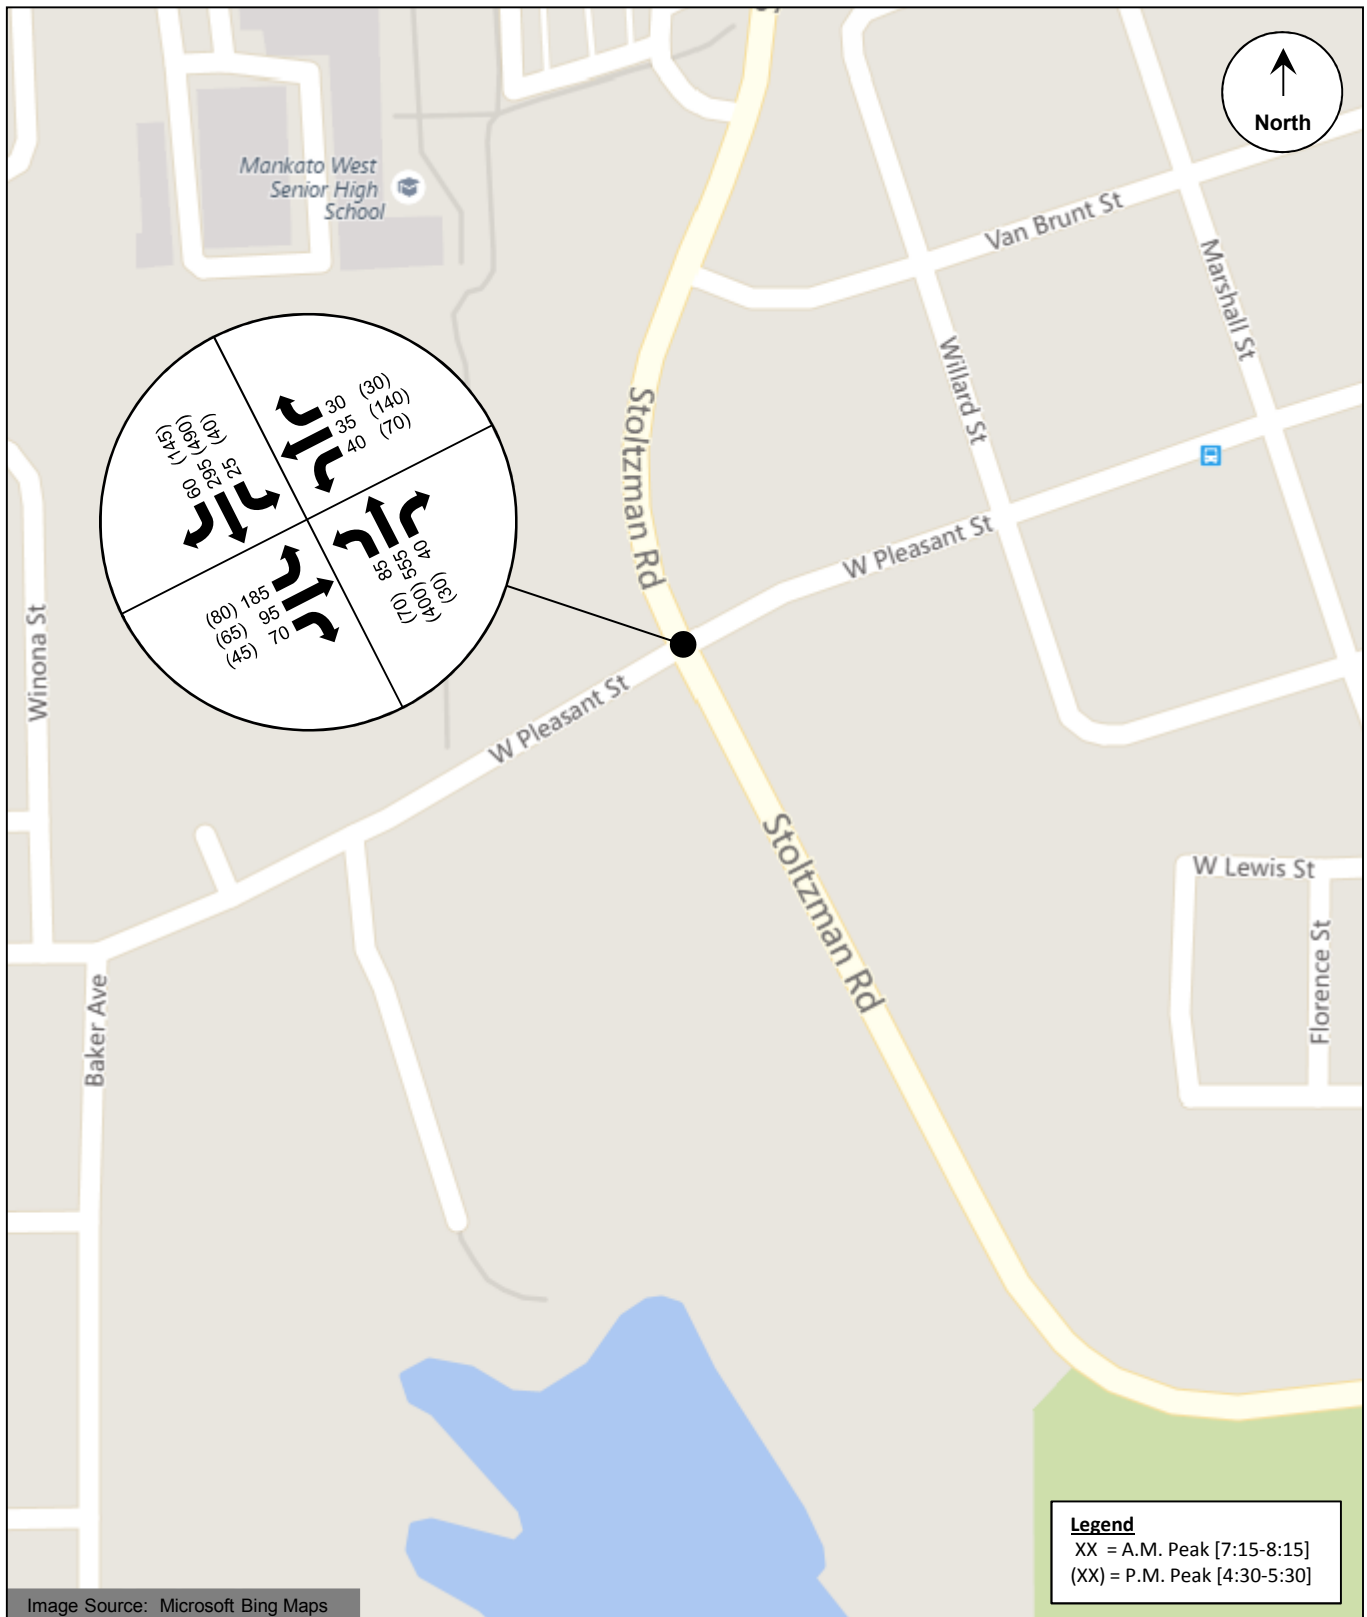 North
Mankato West
Senior High
School
Van Brunt St
Marshall St
Willard St
Stoltzman Rd
W Pleasant St
30 (30)
35 (140)
40 (70)
60 (145)
295 (490)
25 (40)
(80) 185
(65) 95
(45) 70
(70) 85
(400) 555
(30) 40
Winona St
W Pleasant St
Stoltzman Rd
W Lewis St
Florence St
Baker Ave
Legend
XX = A.M. Peak [7:15-8:15]
(XX) = P.M. Peak [4:30-5:30]
Image Source: Microsoft Bing Maps